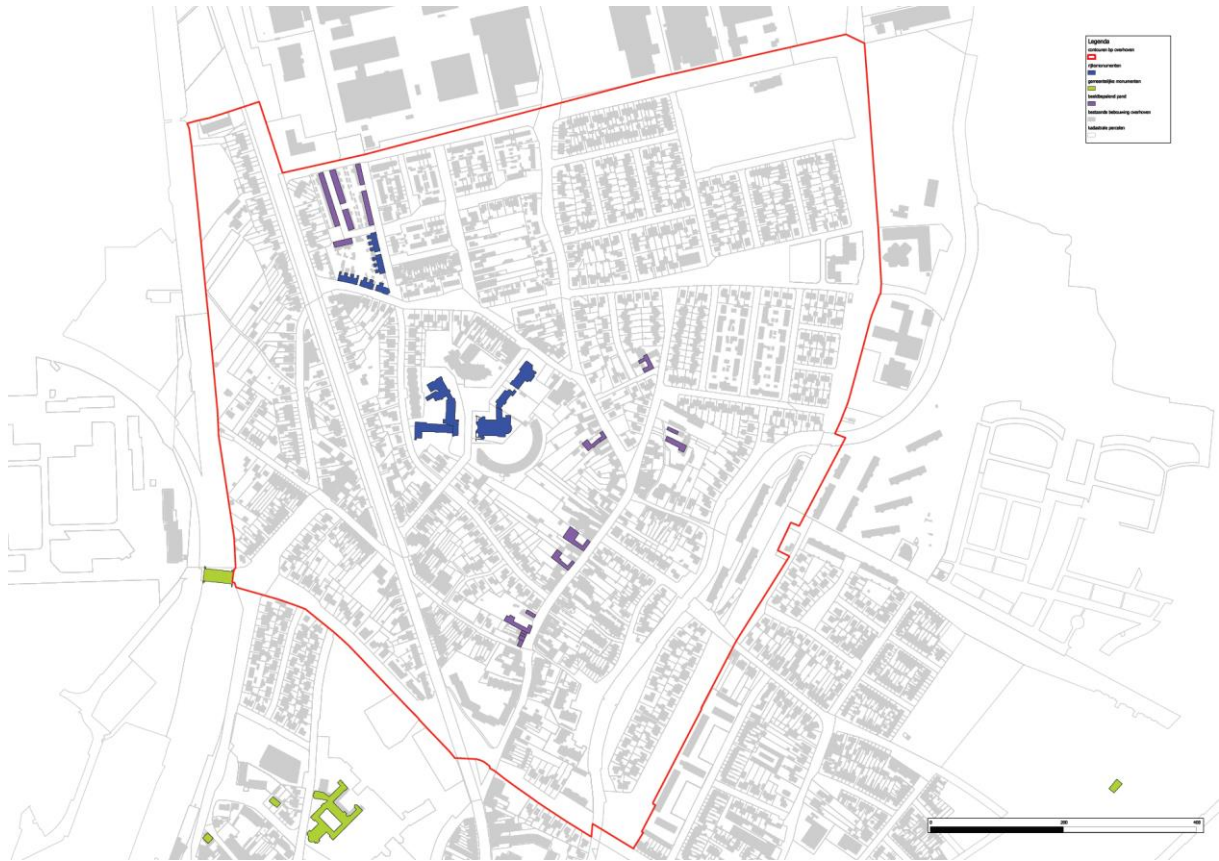 Legenda
contouren bp overhoven
rijksmonumenten
gemeentelijke monumenten
beeldbepalend pand
bestaande bebouwing overhoven
kadastrale percelen
0 200 400